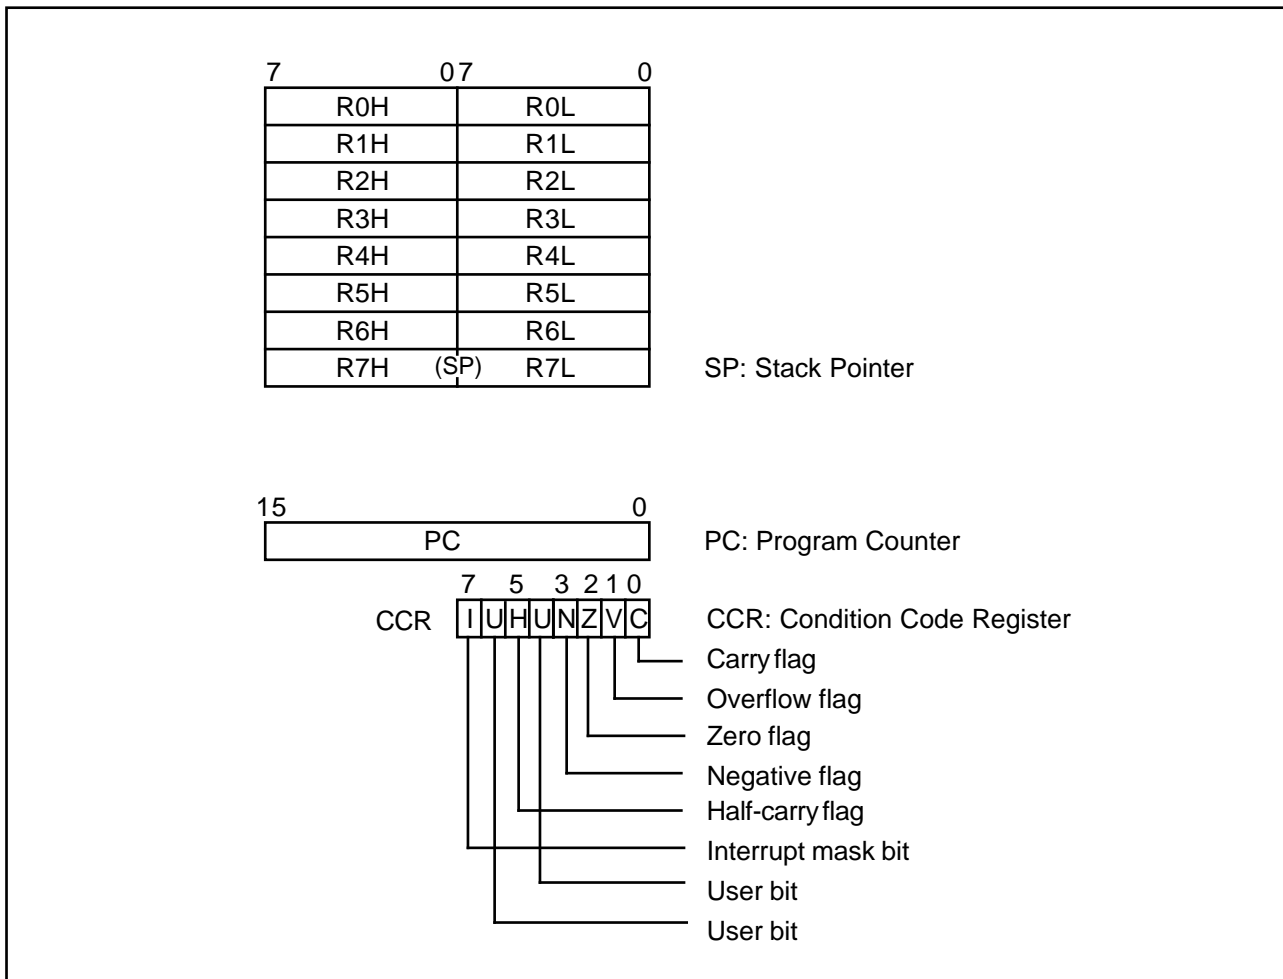 7 0 7 0
R0H R0L
R1H R1L
R2H R2L
R3H R3L
R4H R4L
R5H R5L
R6H R6L
R7H (SP) R7L SP: Stack Pointer
15 0
PC PC: Program Counter
7 5 3 2 1 0
CCR I U H U N Z V C CCR: Condition Code Register
Carry flag
Overflow flag
Zero flag
Negative flag
Half-carry flag
Interrupt mask bit
User bit
User bit